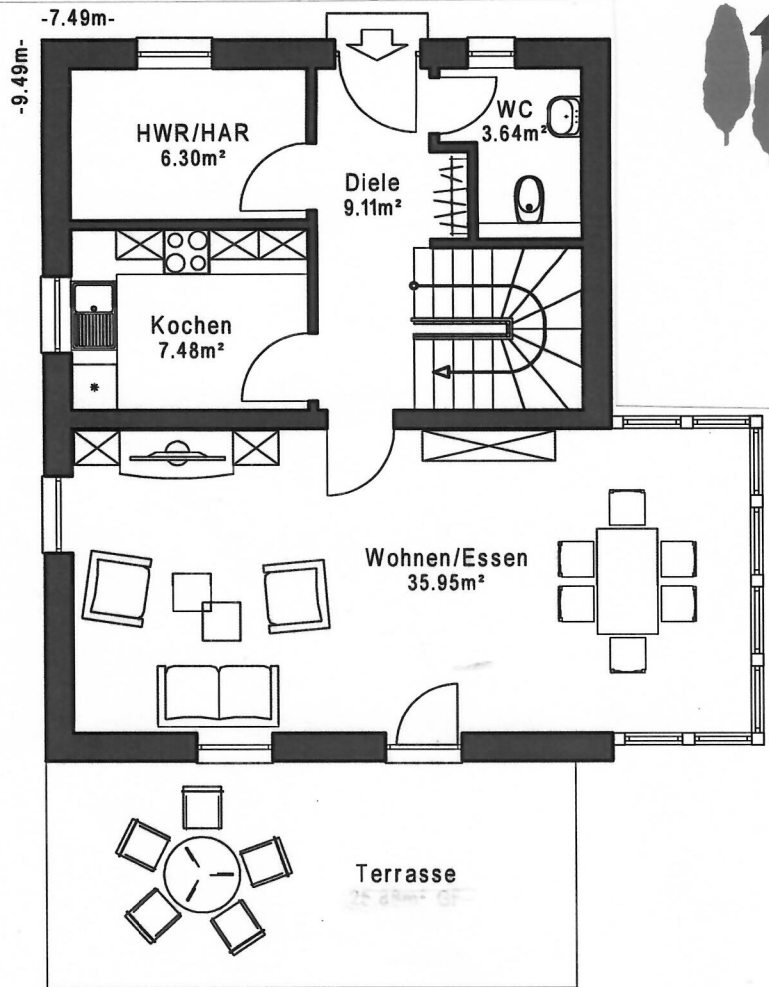 -7.49m-
-9.49m-
HWR/HAR
6.30m²
WC
3.64m²
Diele
9.11m²
Kochen
7.48m²
Wohnen/Essen
35.95m²
Terrasse